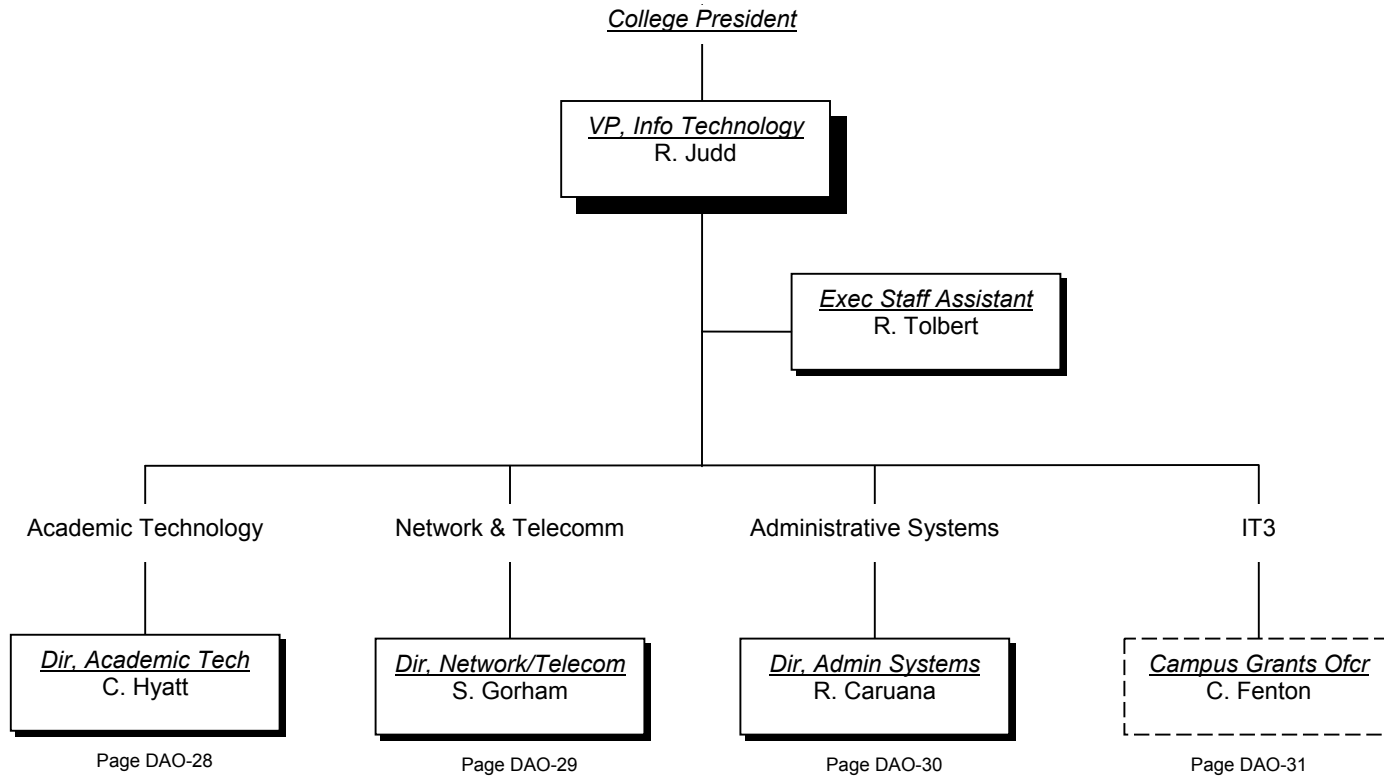 College President
VP, Info Technology
R. Judd
Exec Staff Assistant
R. Tolbert
Academic Technology
Network & Telecomm
Administrative Systems
IT3
Dir, Academic Tech
C. Hyatt
Dir, Network/Telecom
S. Gorham
Dir, Admin Systems
R. Caruana
Campus Grants Ofcr
C. Fenton
Page DAO-28
Page DAO-29
Page DAO-30
Page DAO-31